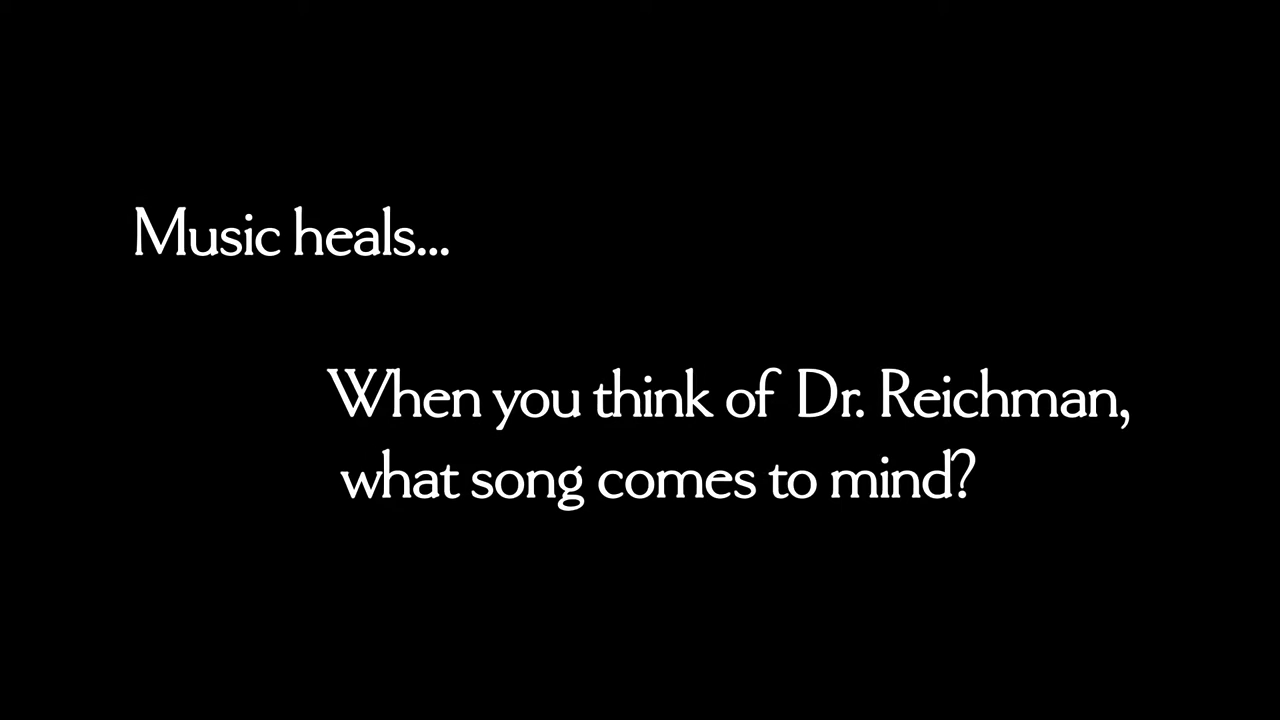 Music heals...
When you think of Dr. Reichman,
what song comes to mind?